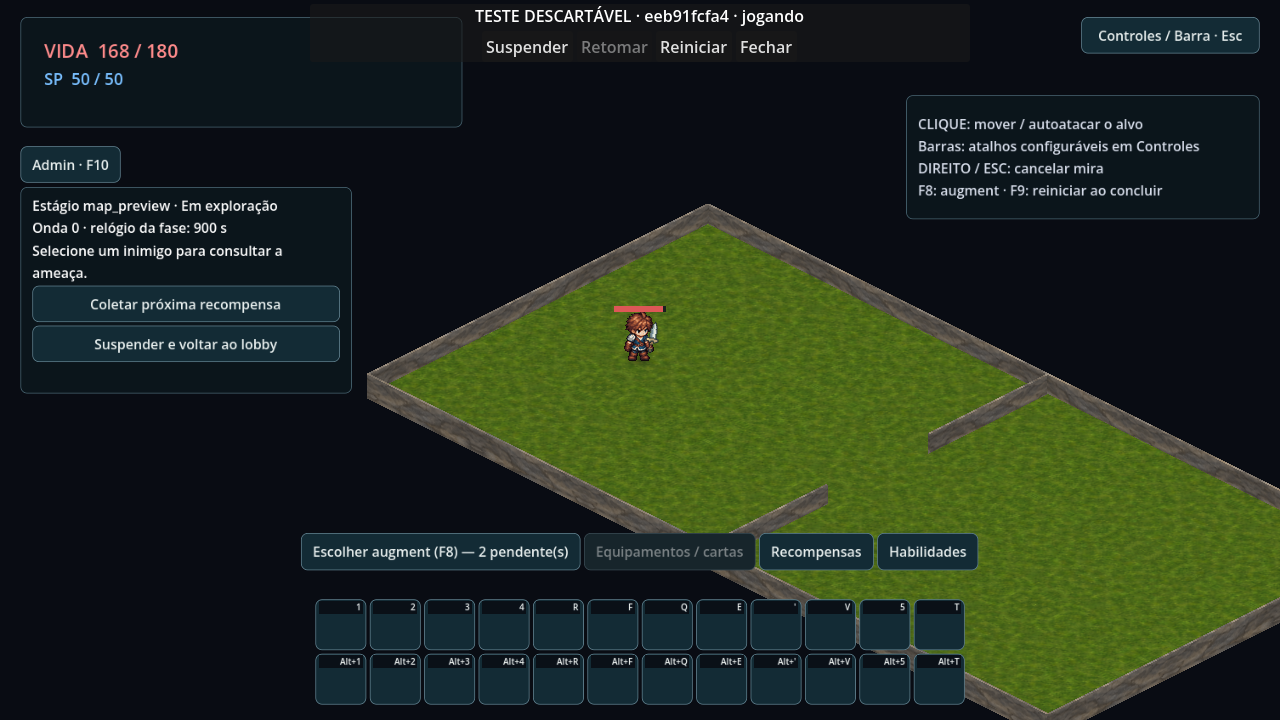 TESTE DESCARTÁVEL · eeb91fcfa4 · jogando
Suspender Retomar Reiniciar Fechar
VIDA 168 / 180
SP 50 / 50
Controles / Barra · Esc
CLIQUE: mover / autoatacar o alvo
Barras: atalhos configuráveis em Controles
DIREITO / ESC: cancelar mira
F8: augment · F9: reiniciar ao concluir
Admin · F10
Estágio map_preview · Em exploração
Onda 0 · relógio da fase: 900 s
Selecione um inimigo para consultar a
ameaça.
Coletar próxima recompensa
Suspender e voltar ao lobby
Escolher augment (F8) — 2 pendente(s) Equipamentos / cartas Recompensas Habilidades
1 2 3 4 R F Q E ' V 5 T
Alt+1 Alt+2 Alt+3 Alt+4 Alt+R Alt+F Alt+Q Alt+E Alt+' Alt+V Alt+5 Alt+T